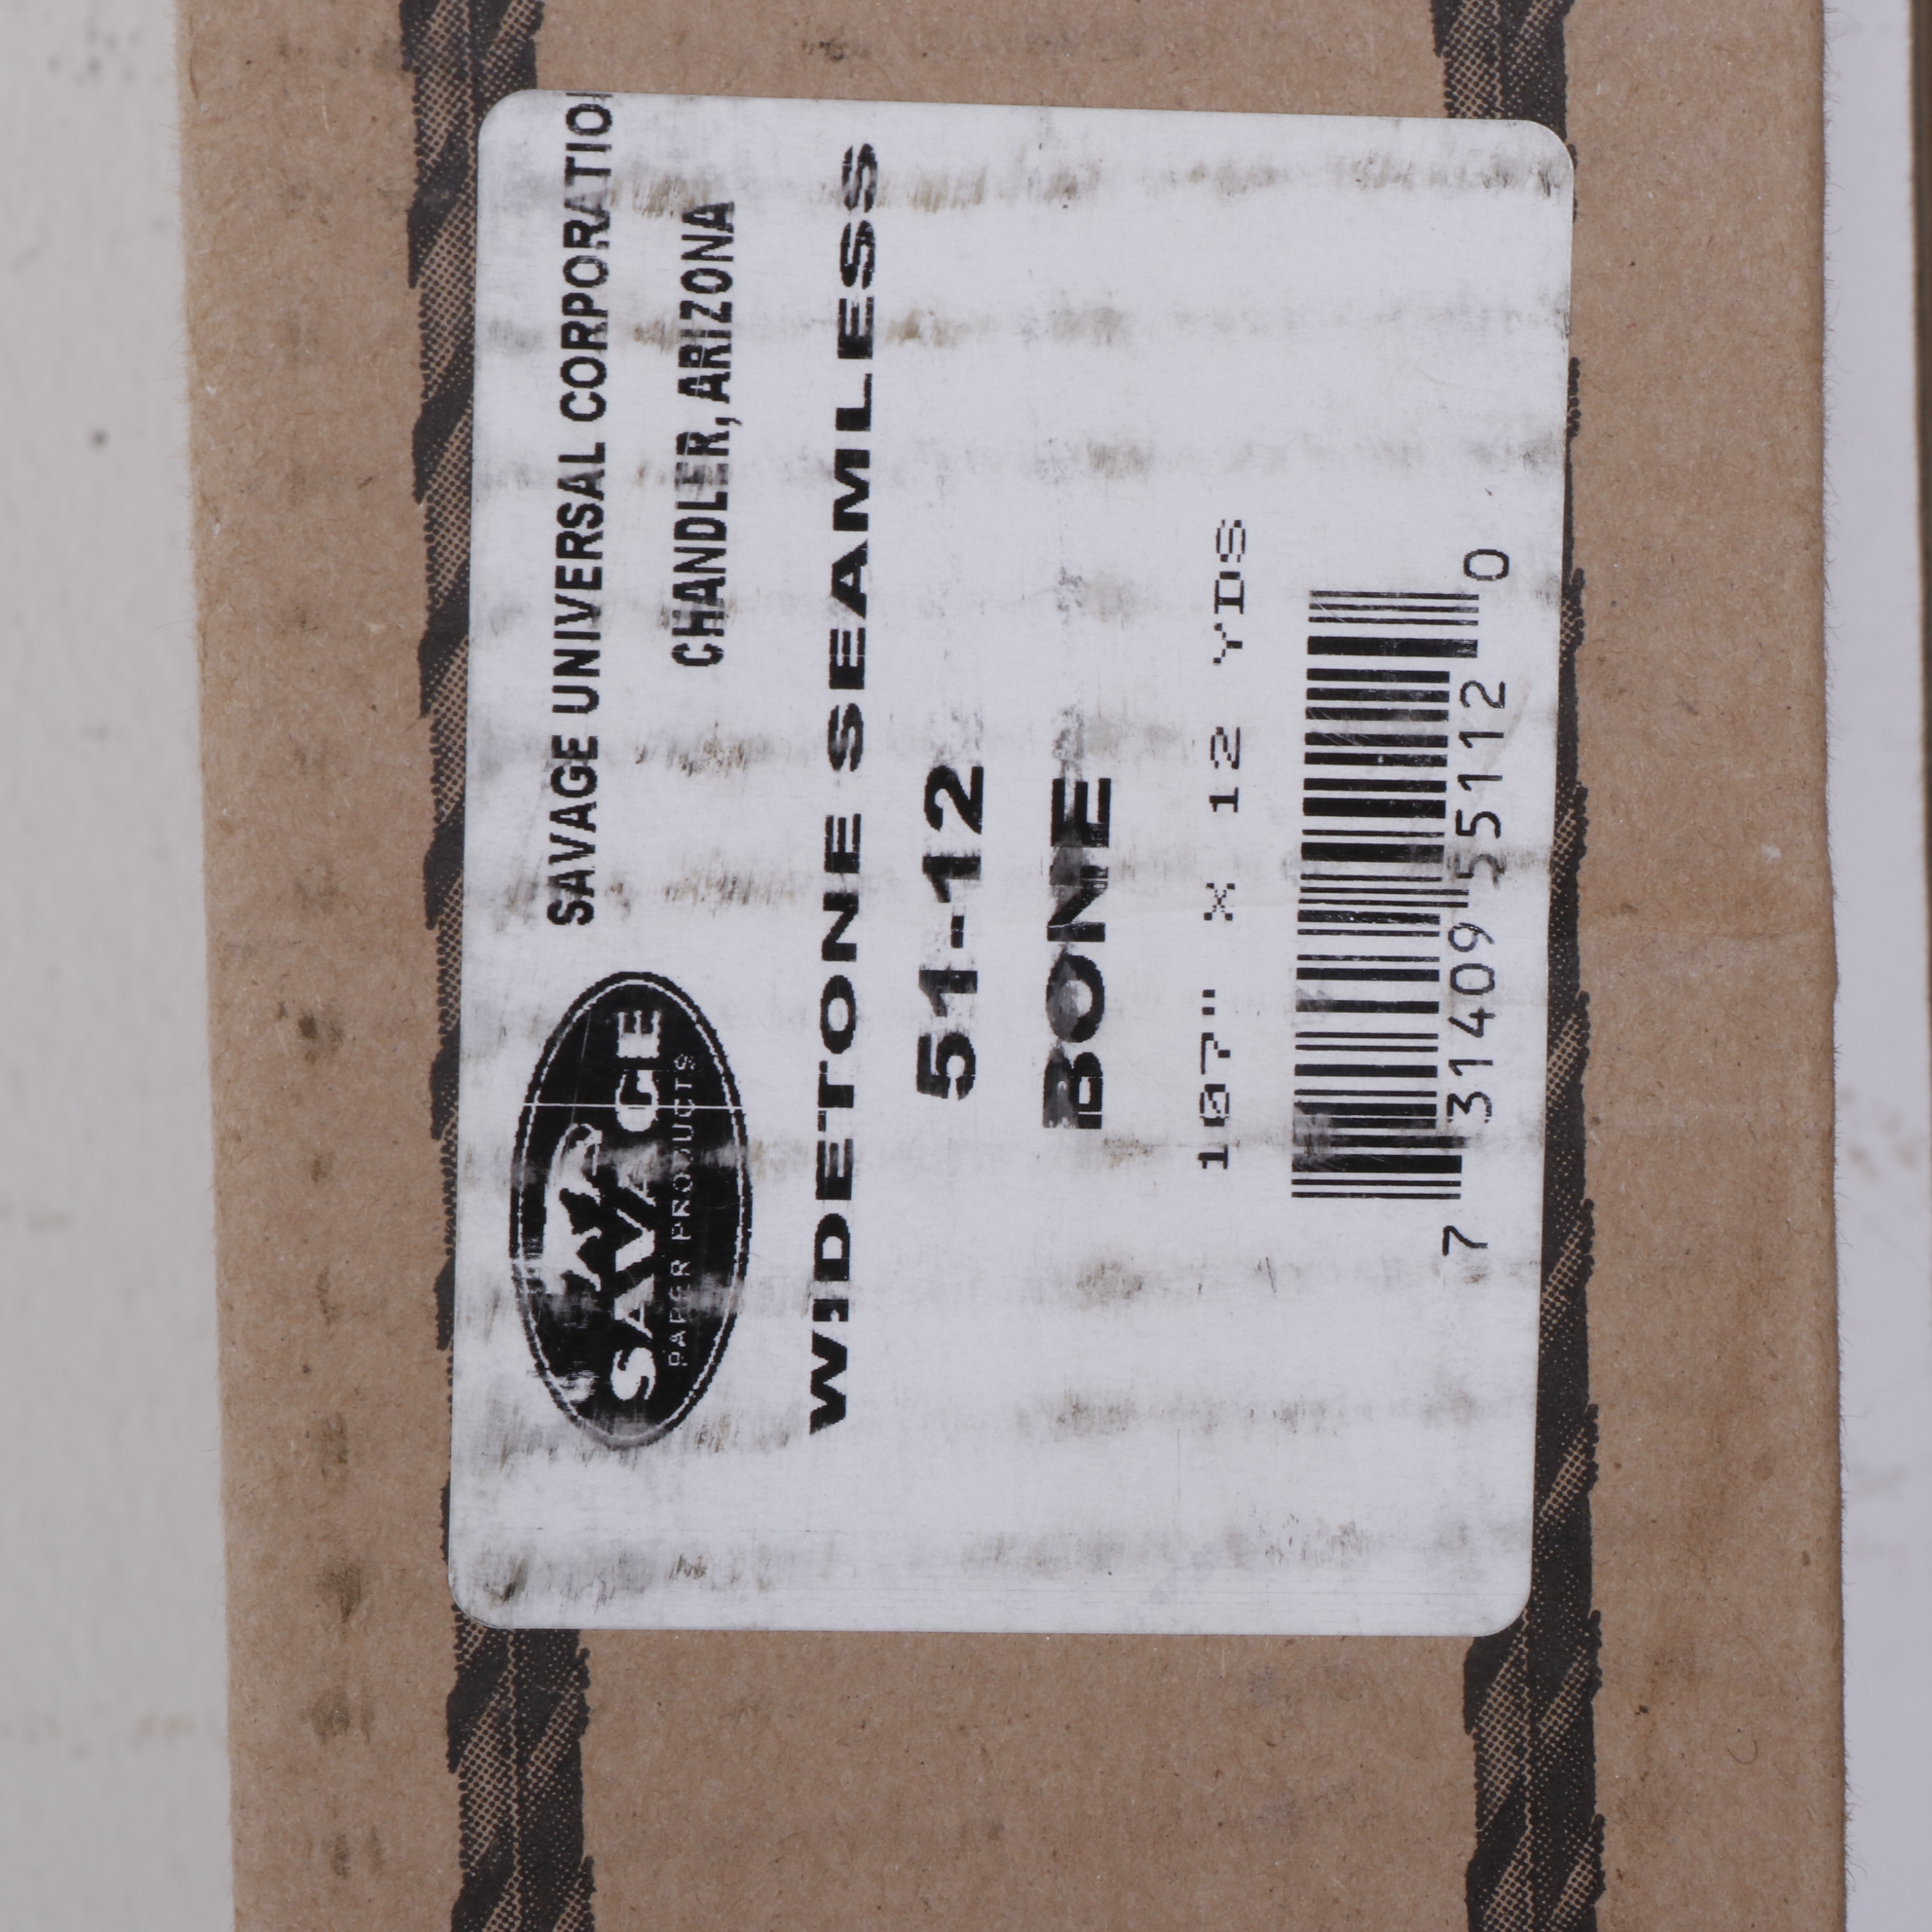 SAVAGE
PAPER PRODUCTS
SAVAGE UNIVERSAL CORPORATIO
CHANDLER, ARIZONA
WIDETONE SEAMLESS
51-12
BONE
107" X 12 YDS
7 31409 55112 0